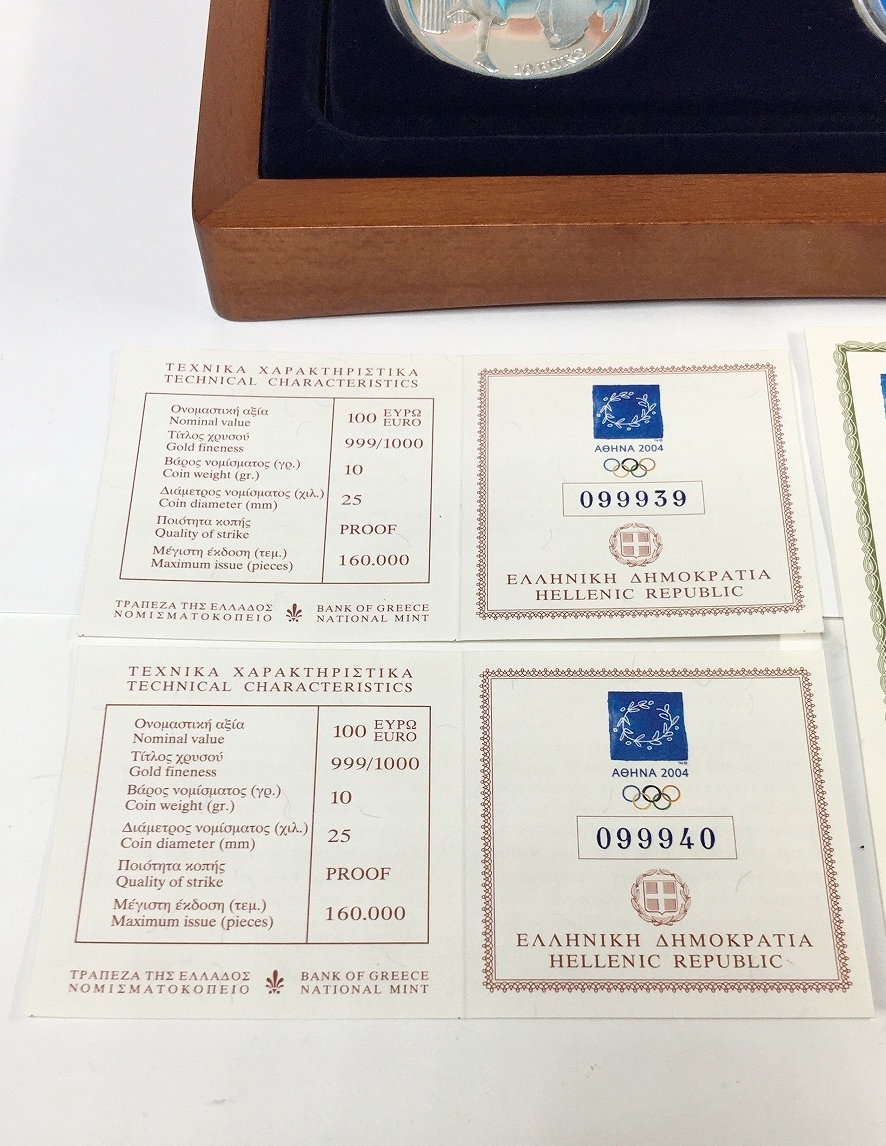 10 EURO
ΤΕΧΝΙΚΑ ΧΑΡΑΚΤΗΡΙΣΤΙΚΑ
TECHNICAL CHARACTERISTICS
Ονομαστική αξία
Nominal value
100 ΕΥΡΩ
EURO
Τίτλος χρυσού
Gold fineness
999/1000
Βάρος νομίσματος (γρ.)
Coin weight (gr.)
10
Διάμετρος νομίσματος (χιλ.)
Coin diameter (mm)
25
Ποιότητα κοπής
Quality of strike
PROOF
Μέγιστη έκδοση (τεμ.)
Maximum issue (pieces)
160.000
ΤΡΑΠΕΖΑ ΤΗΣ ΕΛΛΑΔΟΣ
ΝΟΜΙΣΜΑΤΟΚΟΠΕΙΟ
BANK OF GREECE
NATIONAL MINT
ΑΘΗΝΑ 2004
099939
ΕΛΛΗΝΙΚΗ ΔΗΜΟΚΡΑΤΙΑ
HELLENIC REPUBLIC
ΤΕΧΝΙΚΑ ΧΑΡΑΚΤΗΡΙΣΤΙΚΑ
TECHNICAL CHARACTERISTICS
Ονομαστική αξία
Nominal value
100 ΕΥΡΩ
EURO
Τίτλος χρυσού
Gold fineness
999/1000
Βάρος νομίσματος (γρ.)
Coin weight (gr.)
10
Διάμετρος νομίσματος (χιλ.)
Coin diameter (mm)
25
Ποιότητα κοπής
Quality of strike
PROOF
Μέγιστη έκδοση (τεμ.)
Maximum issue (pieces)
160.000
ΤΡΑΠΕΖΑ ΤΗΣ ΕΛΛΑΔΟΣ
ΝΟΜΙΣΜΑΤΟΚΟΠΕΙΟ
BANK OF GREECE
NATIONAL MINT
™©
ΑΘΗΝΑ 2004
099940
ΕΛΛΗΝΙΚΗ ΔΗΜΟΚΡΑΤΙΑ
HELLENIC REPUBLIC